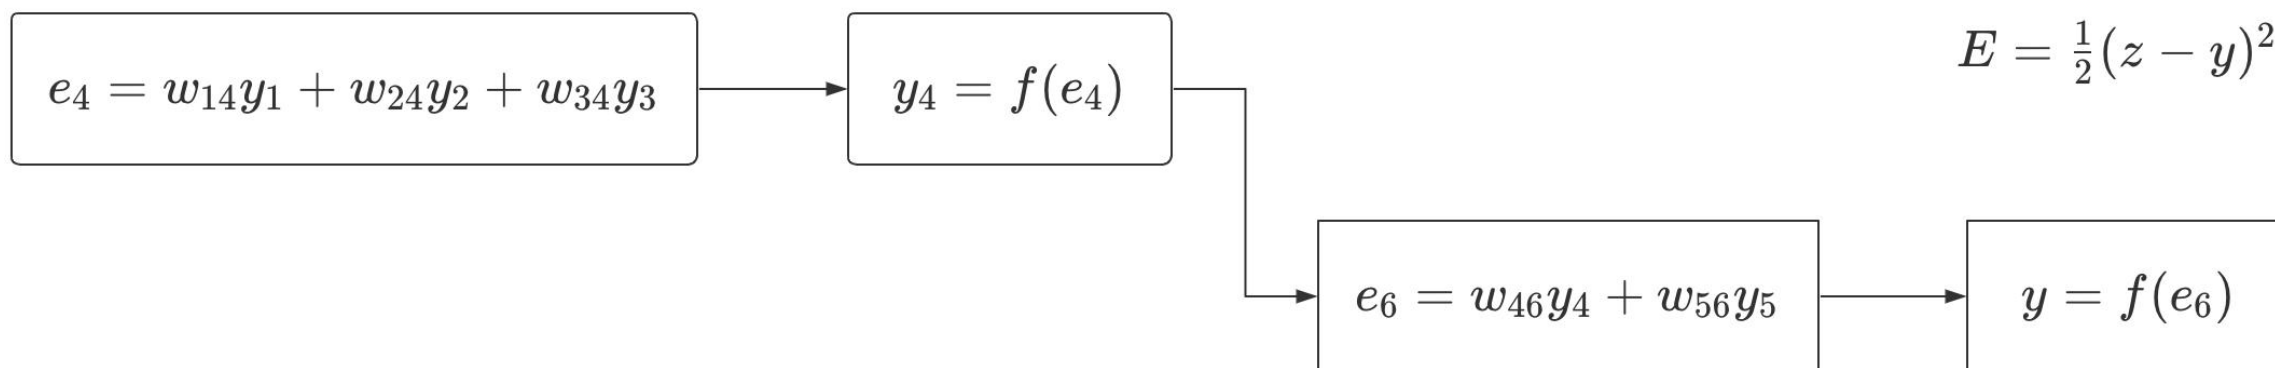 e₄ = w₁₄y₁ + w₂₄y₂ + w₃₄y₃
y₄ = f(e₄)
E = ½(z − y)²
e₆ = w₄₆y₄ + w₅₆y₅
y = f(e₆)